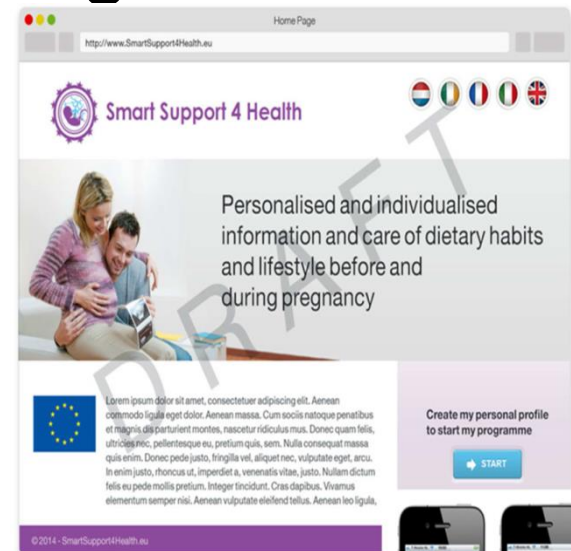 Home Page
http://www.SmartSupport4Health.eu
Smart Support 4 Health
Personalised and individualised
information and care of dietary habits
and lifestyle before and
during pregnancy
DRAFT
Lorem ipsum dolor sit amet, consectetuer adipiscing elit. Aenean
commodo ligula eget dolor. Aenean massa. Cum sociis natoque penatibus
et magnis dis parturient montes, nascetur ridiculus mus. Donec quam felis,
ultricies nec, pellentesque eu, pretium quis, sem. Nulla consequat massa
quis enim. Donec pede justo, fringilla vel, aliquet nec, vulputate eget, arcu.
In enim justo, rhoncus ut, imperdiet a, venenatis vitae, justo. Nullam dictum
felis eu pede mollis pretium. Integer tincidunt. Cras dapibus. Vivamus
elementum semper nisi. Aenean vulputate eleifend tellus. Aenean leo ligula,
Create my personal profile
to start my programme
START
©2014 - SmartSupport4Health.eu